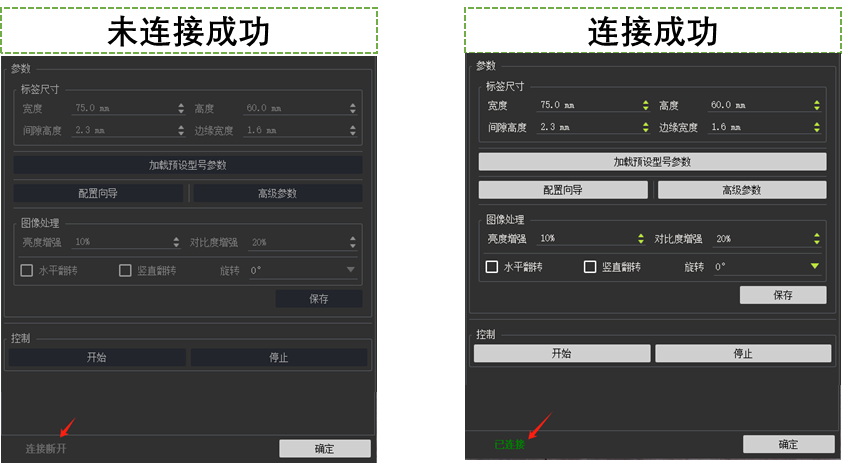 未连接成功
参数
标签尺寸
宽度 75.0 mm 高度 60.0 mm
间隙高度 2.3 mm 边缘宽度 1.6 mm
加载预设型号参数
配置向导 高级参数
图像处理
亮度增强 10% 对比度增强 20%
水平翻转 竖直翻转 旋转 0°
保存
控制
开始 停止
连接断开 确定
连接成功
参数
标签尺寸
宽度 75.0 mm 高度 60.0 mm
间隙高度 2.3 mm 边缘宽度 1.6 mm
加载预设型号参数
配置向导 高级参数
图像处理
亮度增强 10% 对比度增强 20%
水平翻转 竖直翻转 旋转 0°
保存
控制
开始 停止
已连接 确定